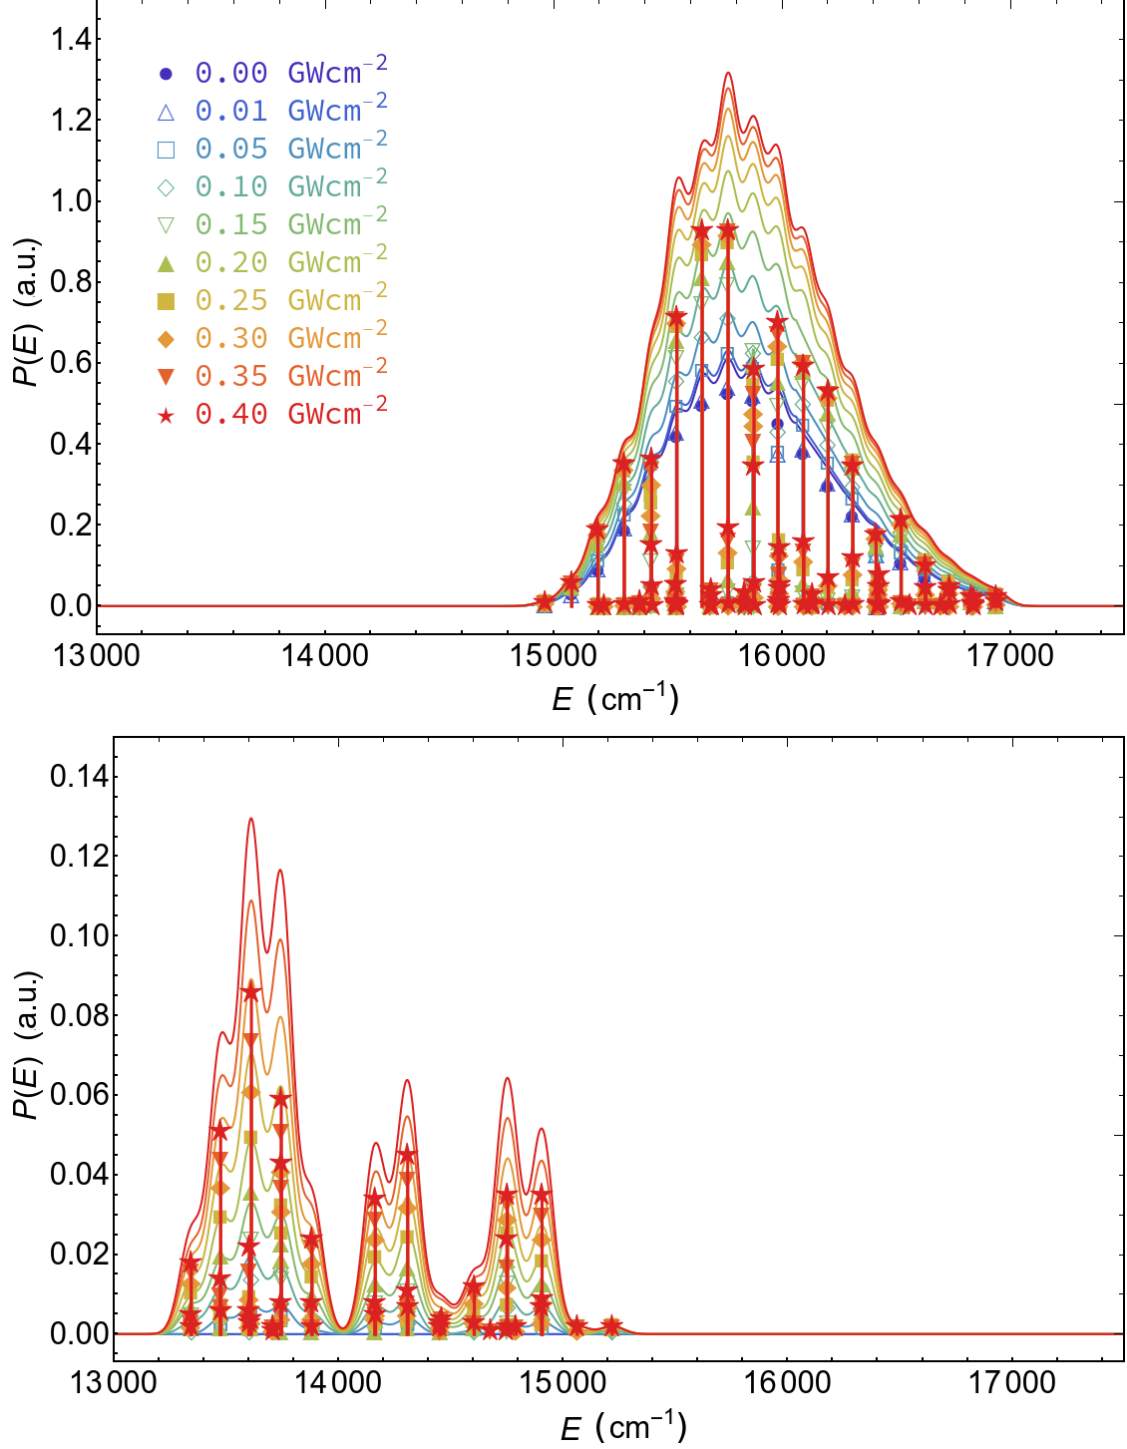 1.4
1.2
1.0
0.8
0.6
0.4
0.2
0.0
P(E) (a.u.)
0.00 GWcm⁻²
0.01 GWcm⁻²
0.05 GWcm⁻²
0.10 GWcm⁻²
0.15 GWcm⁻²
0.20 GWcm⁻²
0.25 GWcm⁻²
0.30 GWcm⁻²
0.35 GWcm⁻²
0.40 GWcm⁻²
13000 14000 15000 16000 17000
E (cm⁻¹)
0.14
0.12
0.10
0.08
0.06
0.04
0.02
0.00
P(E) (a.u.)
13000 14000 15000 16000 17000
E (cm⁻¹)